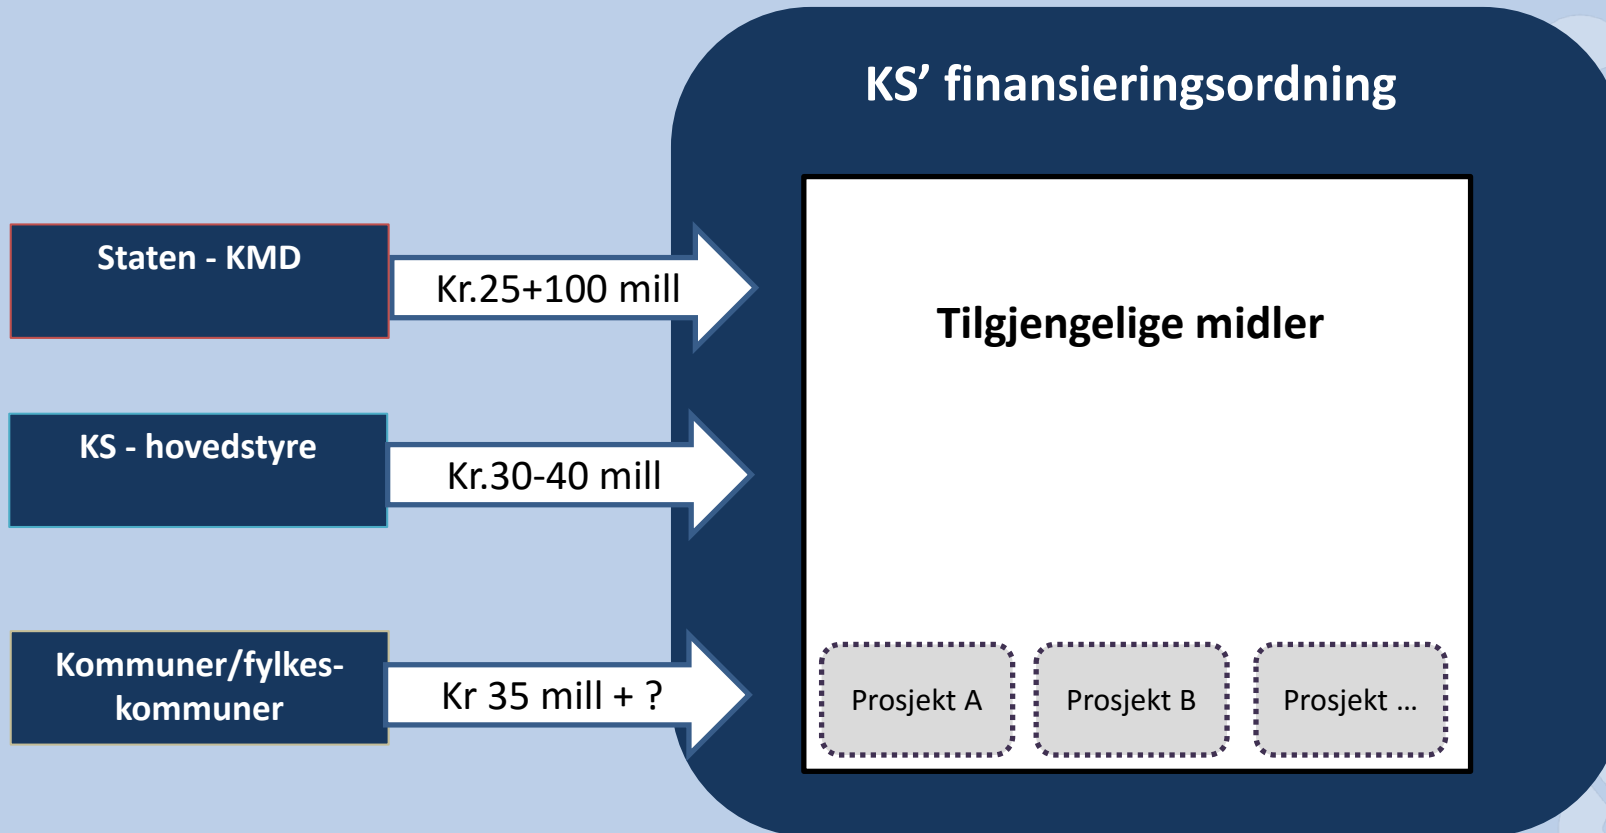 KS’ finansieringsordning
Staten - KMD
Kr.25+100 mill
Tilgjengelige midler
KS - hovedstyre
Kr.30-40 mill
Kommuner/fylkes-
kommuner
Kr 35 mill + ?
Prosjekt A
Prosjekt B
Prosjekt …